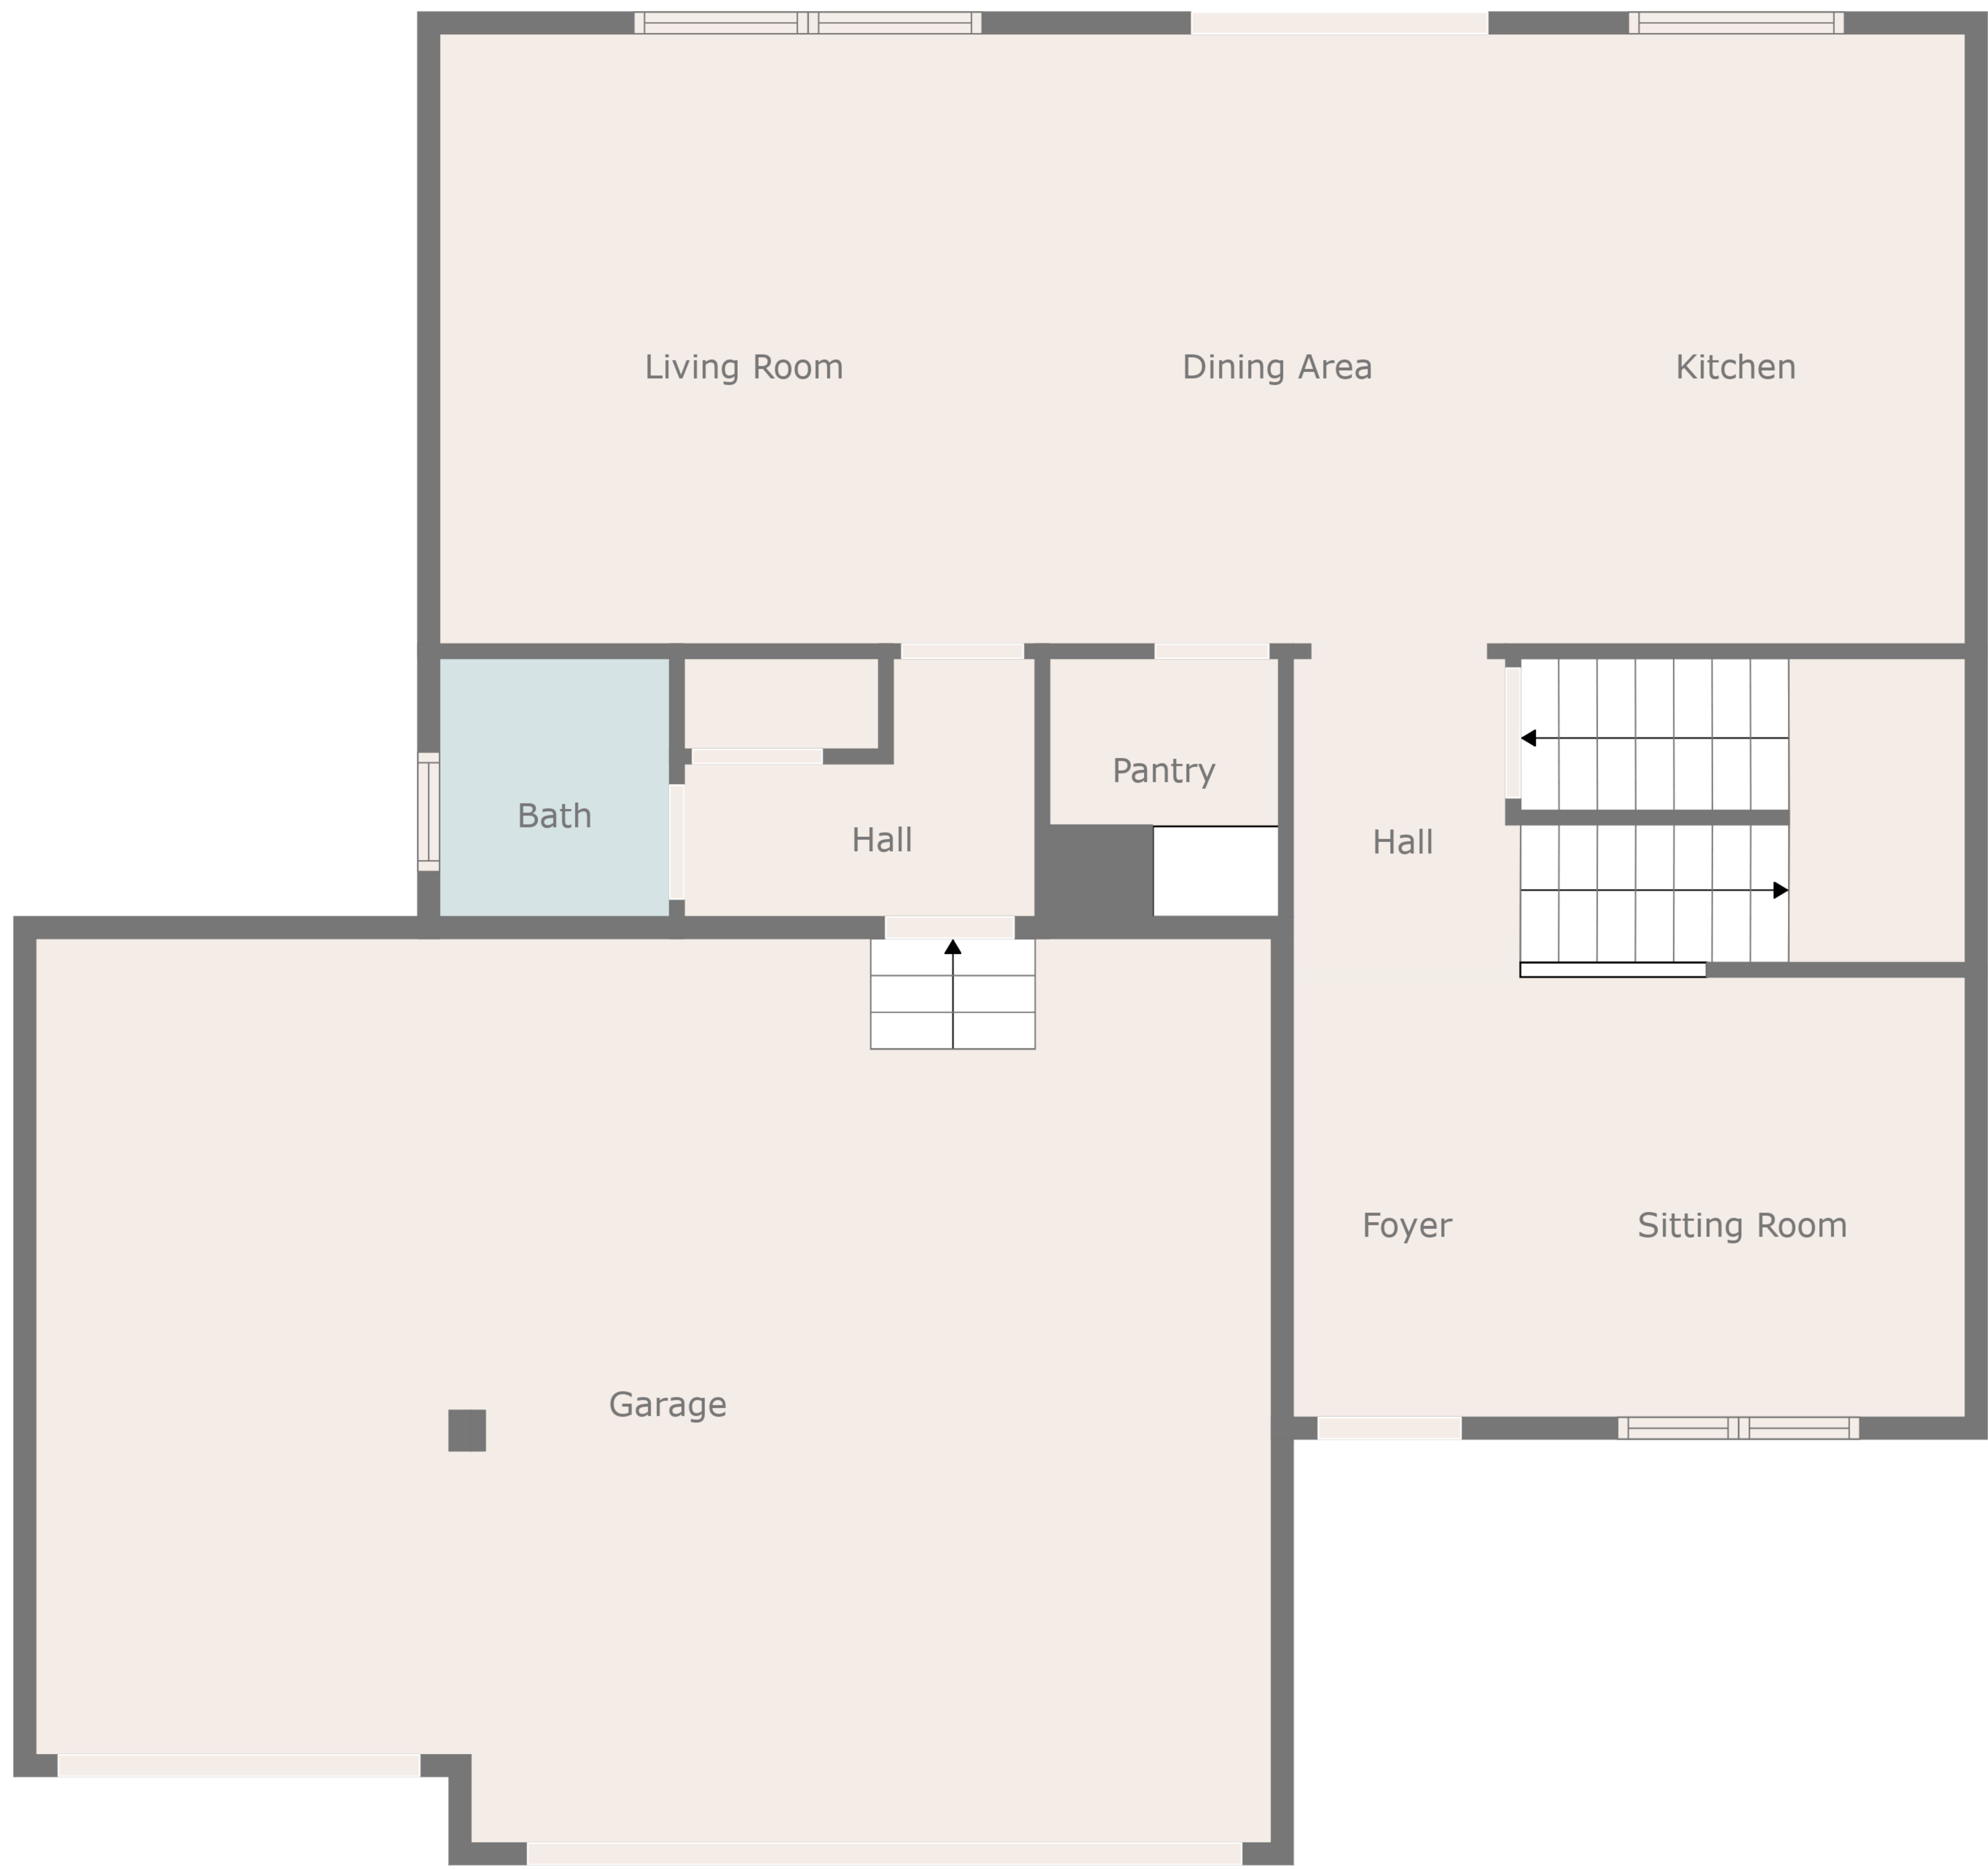 Living Room
Dining Area
Kitchen
Pantry
Bath
Hall
Hall
Foyer
Sitting Room
Garage